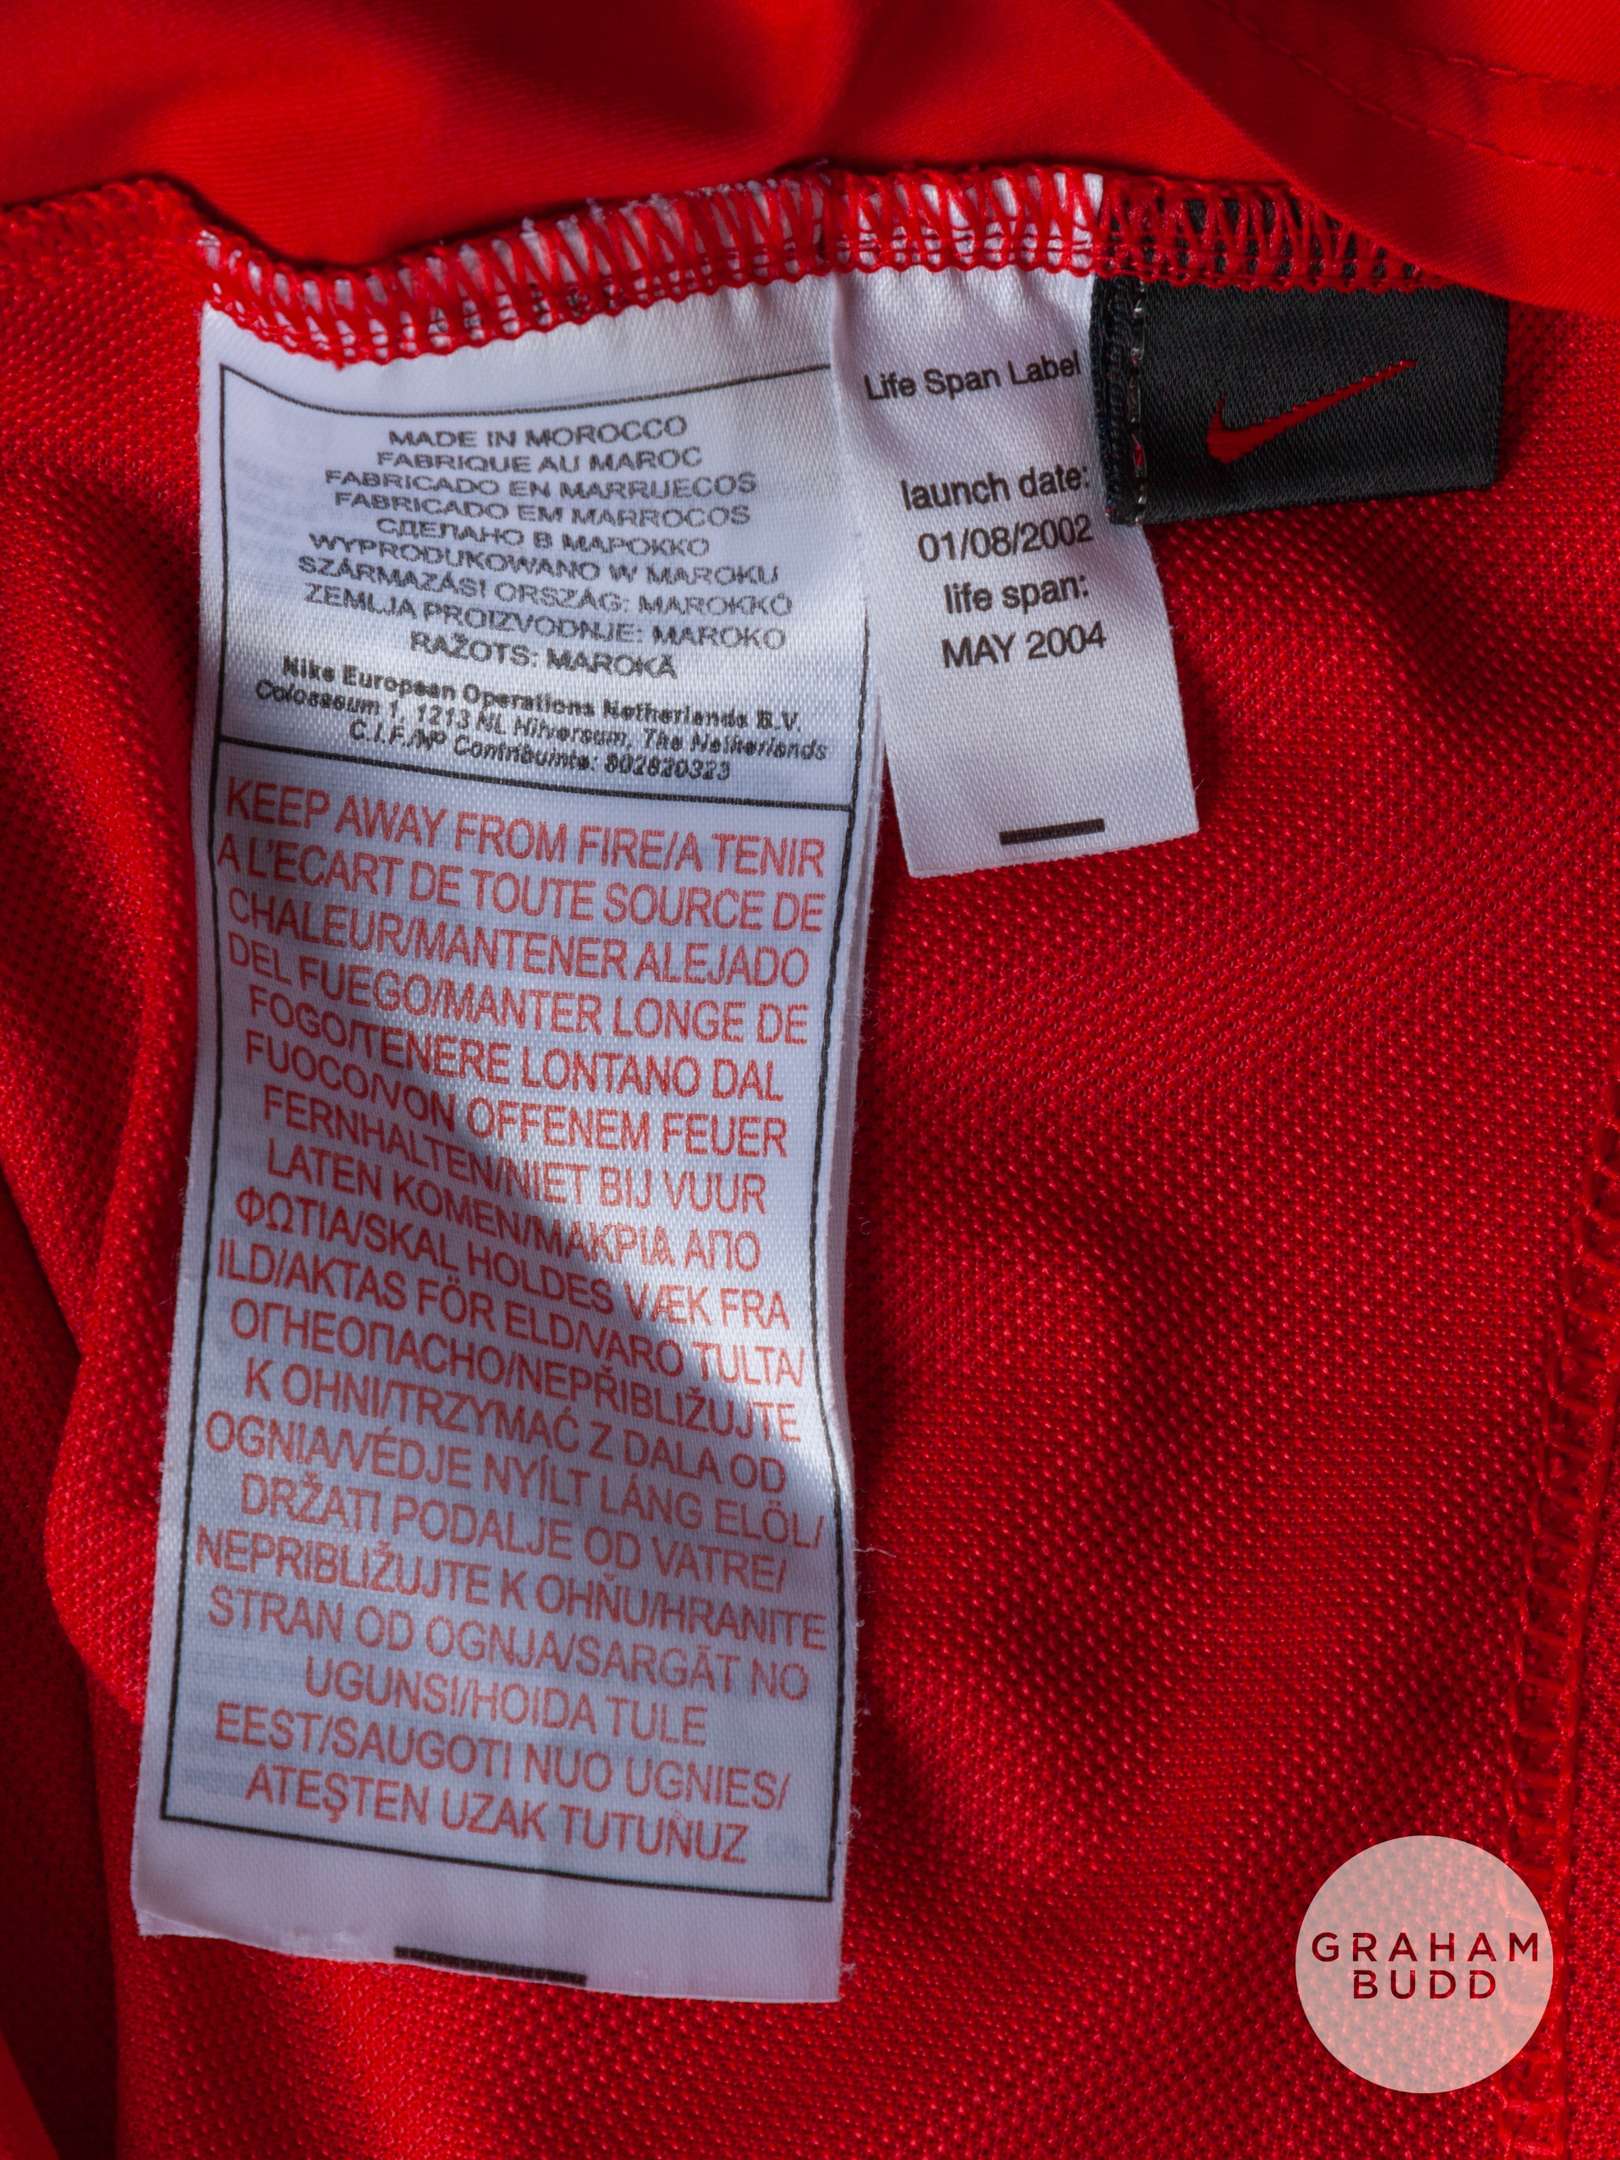 MADE IN MOROCCO
FABRIQUE AU MAROC
FABRICADO EN MARRUECOS
FABRICADO EM MARROCOS
СДЕЛАНО В МАРОККО
WYPRODUKOWANO W MAROKU
SZÁRMAZÁSI ORSZÁG: MAROKKÓ
ZEMLJA PROIZVODNJE: MAROKO
RAŽOTS: MAROKĀ
Nike European Operations Netherlands B.V.
Colosseum 1, 1213 NL Hilversum, The Netherlands
C.I.F./Nº Contribuinte: 802820323
KEEP AWAY FROM FIRE/A TENIR
A L'ECART DE TOUTE SOURCE DE
CHALEUR/MANTENER ALEJADO
DEL FUEGO/MANTER LONGE DE
FOGO/TENERE LONTANO DAL
FUOCO/VON OFFENEM FEUER
FERNHALTEN/NIET BIJ VUUR
LATEN KOMEN/ΜΑΚΡΙΑ ΑΠΟ
ΦΩΤΙΑ/SKAL HOLDES VÆK FRA
ILD/AKTAS FÖR ELD/VARO TULTA/
ОГНЕОПАСНО/NEPŘIBLIŽUJTE
K OHNI/TRZYMAĆ Z DALA OD
OGNIA/VÉDJE NYÍLT LÁNG ELÖL/
DRŽATI PODALJE OD VATRE/
NEPRIBLIŽUJTE K OHŇU/HRANITE
STRAN OD OGNJA/SARGĀT NO
UGUNSI/HOIDA TULE
EEST/SAUGOTI NUO UGNIES/
ATEŞTEN UZAK TUTUŇUZ
Life Span Label
launch date:
01/08/2002
life span:
MAY 2004
GRAHAM
BUDD